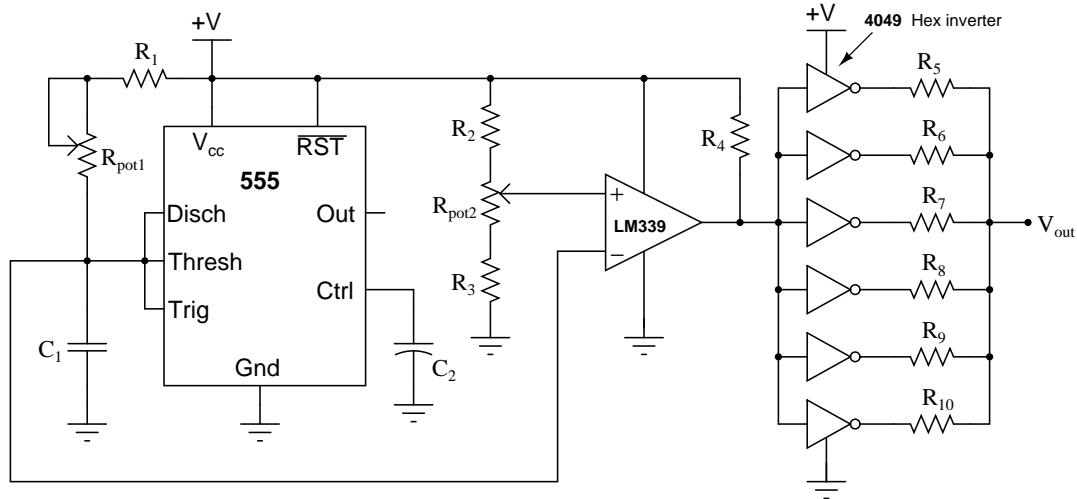 +V
+V
4049 Hex inverter
R1
R5
Vcc
RST
R2
Rpot1
R4
R6
555
Disch
Out
Rpot2
+
LM339
−
R7
Vout
Thresh
Trig
Ctrl
R3
R8
C1
Gnd
C2
R9
R10